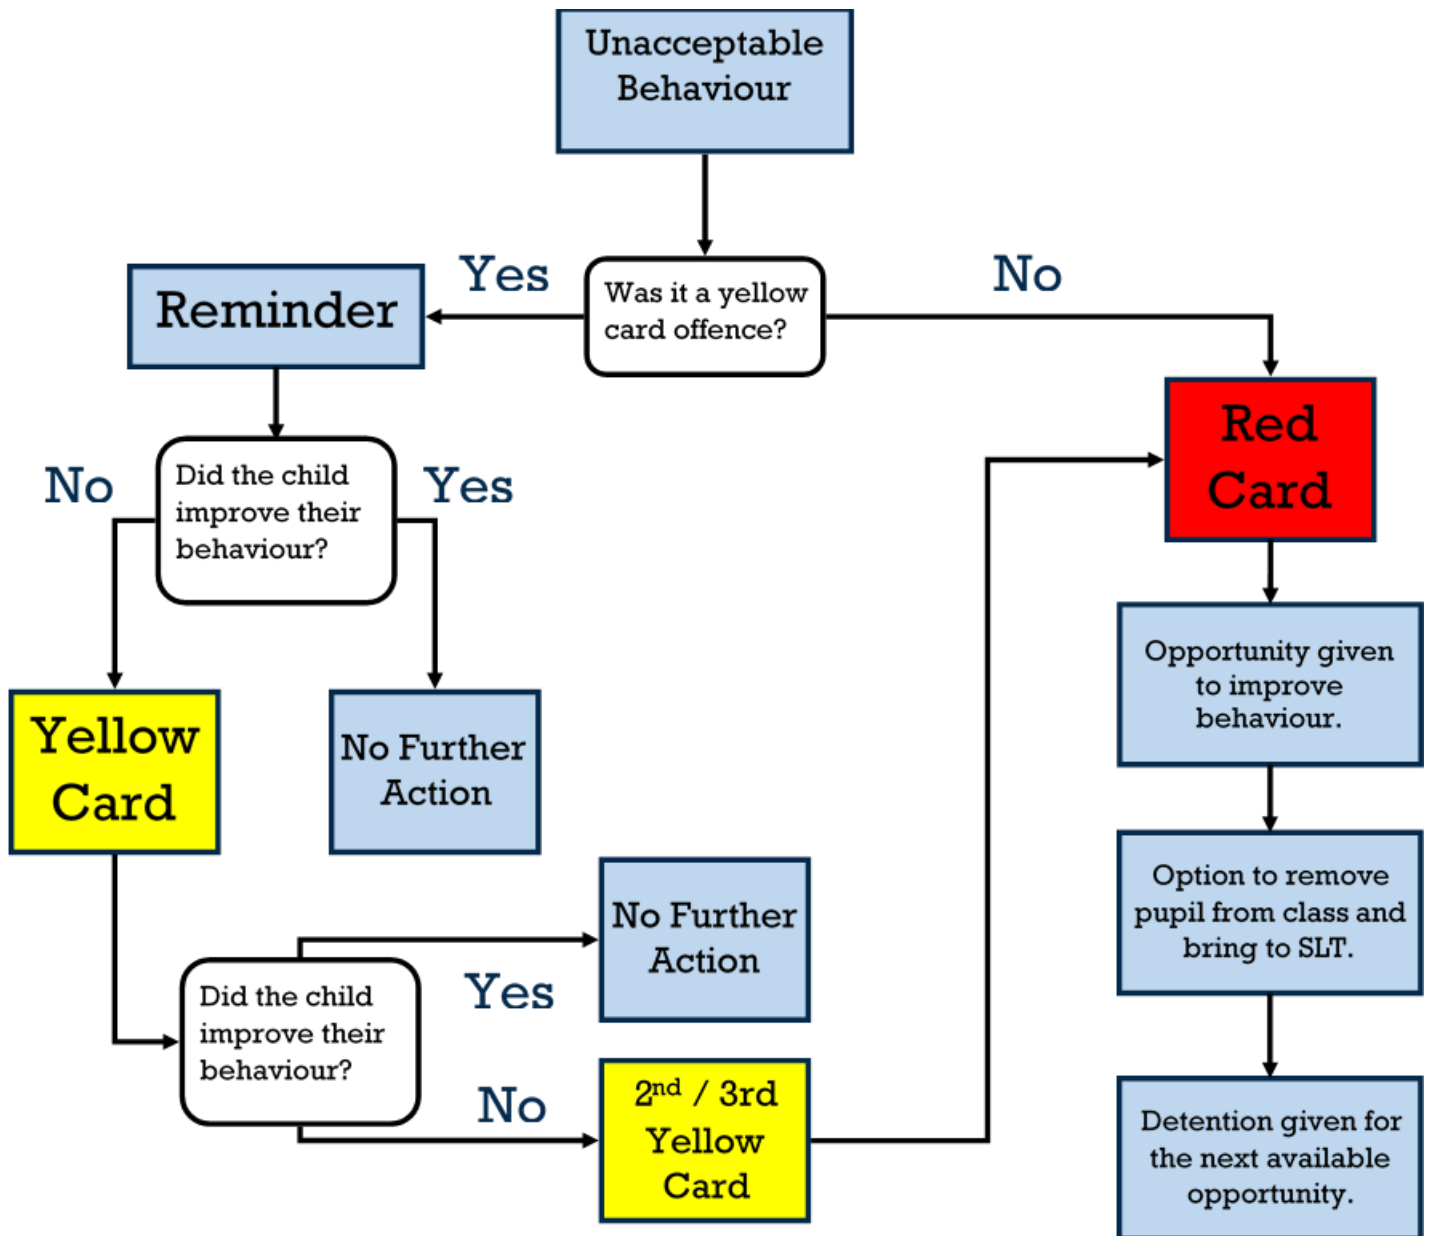 Unacceptable
Behaviour
Yes
No
Was it a yellow
card offence?
Reminder
Red
Card
No
Yes
Did the child
improve their
behaviour?
Opportunity given
to improve
behaviour.
Yellow
Card
No Further
Action
Option to remove
pupil from class and
bring to SLT.
No Further
Action
Yes
Did the child
improve their
behaviour?
No
2nd / 3rd
Yellow
Card
Detention given for
the next available
opportunity.